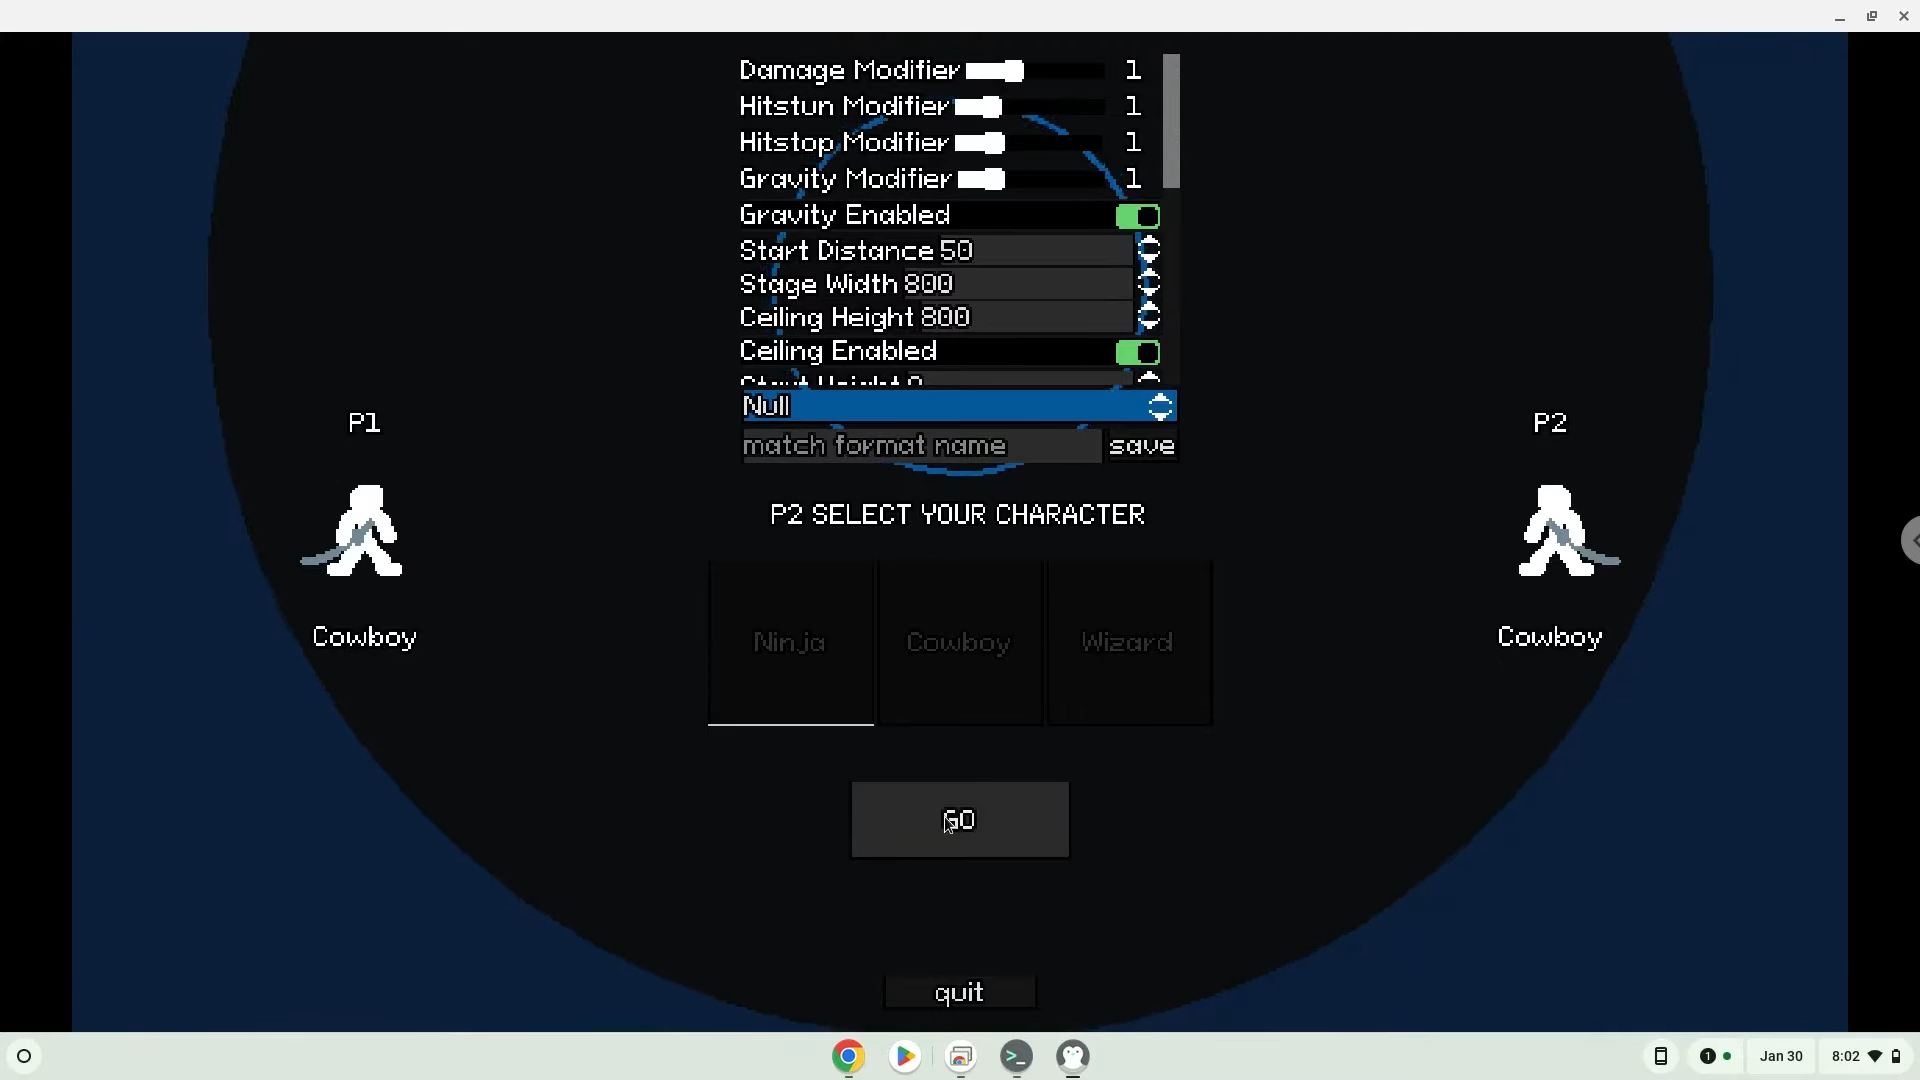 Damage Modifier 1
Hitstun Modifier 1
Hitstop Modifier 1
Gravity Modifier 1
Gravity Enabled
Start Distance 50
Stage Width 800
Ceiling Height 800
Ceiling Enabled
Null
match format name save
P1
P2
P2 SELECT YOUR CHARACTER
Cowboy
Ninja Cowboy Wizard
Cowboy
GO
quit
1
Jan 30
8:02